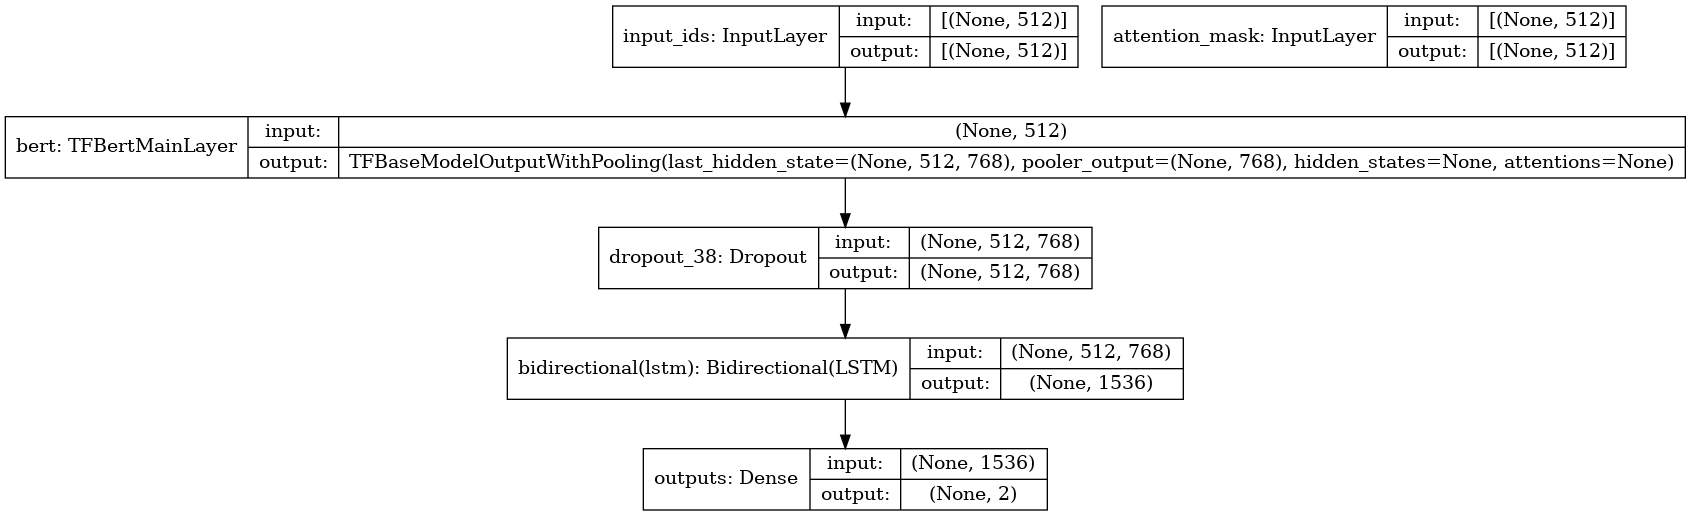 input_ids: InputLayer
input: [(None, 512)]
output: [(None, 512)]
attention_mask: InputLayer
input: [(None, 512)]
output: [(None, 512)]
bert: TFBertMainLayer
input: (None, 512)
output: TFBaseModelOutputWithPooling(last_hidden_state=(None, 512, 768), pooler_output=(None, 768), hidden_states=None, attentions=None)
dropout_38: Dropout
input: (None, 512, 768)
output: (None, 512, 768)
bidirectional(lstm): Bidirectional(LSTM)
input: (None, 512, 768)
output: (None, 1536)
outputs: Dense
input: (None, 1536)
output: (None, 2)